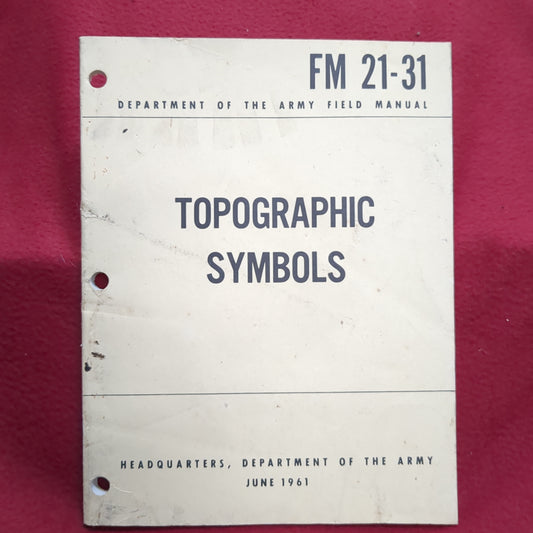 FM 21-31
DEPARTMENT OF THE ARMY FIELD MANUAL
TOPOGRAPHIC
SYMBOLS
HEADQUARTERS, DEPARTMENT OF THE ARMY
JUNE 1961